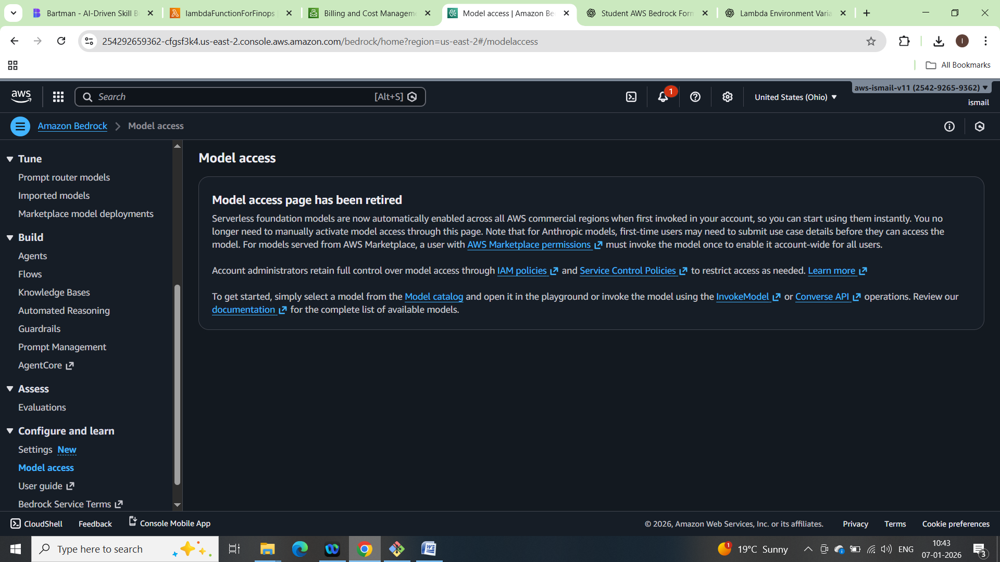 Bartman - AI-Driven Skill B
lambdaFunctionForFinops
Billing and Cost Manageme
Model access | Amazon Be
Student AWS Bedrock Form
Lambda Environment Varia
254292659362-cfgsf3k4.us-east-2.console.aws.amazon.com/bedrock/home?region=us-east-2#/modelaccess
I
All Bookmarks
aws
Search
[Alt+S]
1
United States (Ohio)
aws-ismail-v11 (2542-9265-9362)
ismail
Amazon Bedrock
Model access
Tune
Prompt router models
Imported models
Marketplace model deployments
Build
Agents
Flows
Knowledge Bases
Automated Reasoning
Guardrails
Prompt Management
AgentCore
Assess
Evaluations
Configure and learn
Settings New
Model access
User guide
Bedrock Service Terms
Model access
Model access page has been retired
Serverless foundation models are now automatically enabled across all AWS commercial regions when first invoked in your account, so you can start using them instantly. You no
longer need to manually activate model access through this page. Note that for Anthropic models, first-time users may need to submit use case details before they can access the
model. For models served from AWS Marketplace, a user with AWS Marketplace permissions must invoke the model once to enable it account-wide for all users.
Account administrators retain full control over model access through IAM policies and Service Control Policies to restrict access as needed. Learn more
To get started, simply select a model from the Model catalog and open it in the playground or invoke the model using the InvokeModel or Converse API operations. Review our
documentation for the complete list of available models.
CloudShell
Feedback
Console Mobile App
© 2026, Amazon Web Services, Inc. or its affiliates.
Privacy
Terms
Cookie preferences
Type here to search
1
19°C Sunny
ENG
10:43
07-01-2026
3